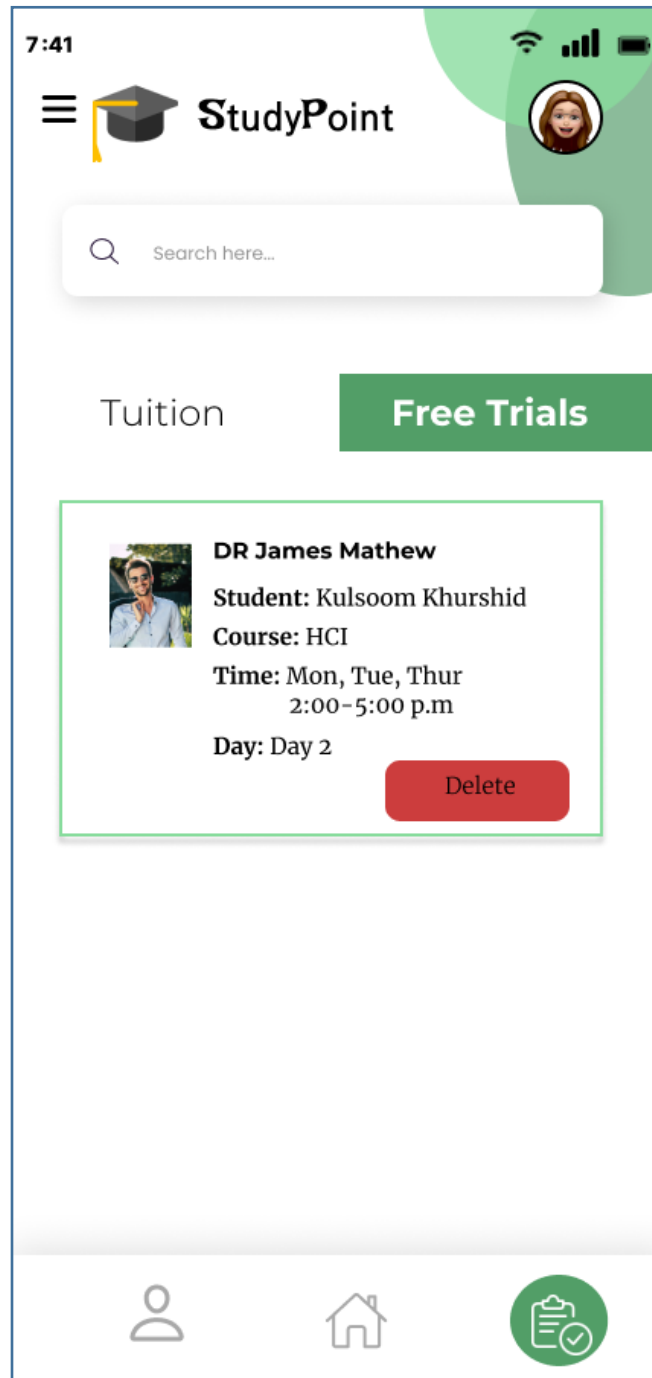 7:41
StudyPoint
Search here...
Tuition Free Trials
DR James Mathew
Student: Kulsoom Khurshid
Course: HCI
Time: Mon, Tue, Thur
2:00-5:00 p.m
Day: Day 2
Delete